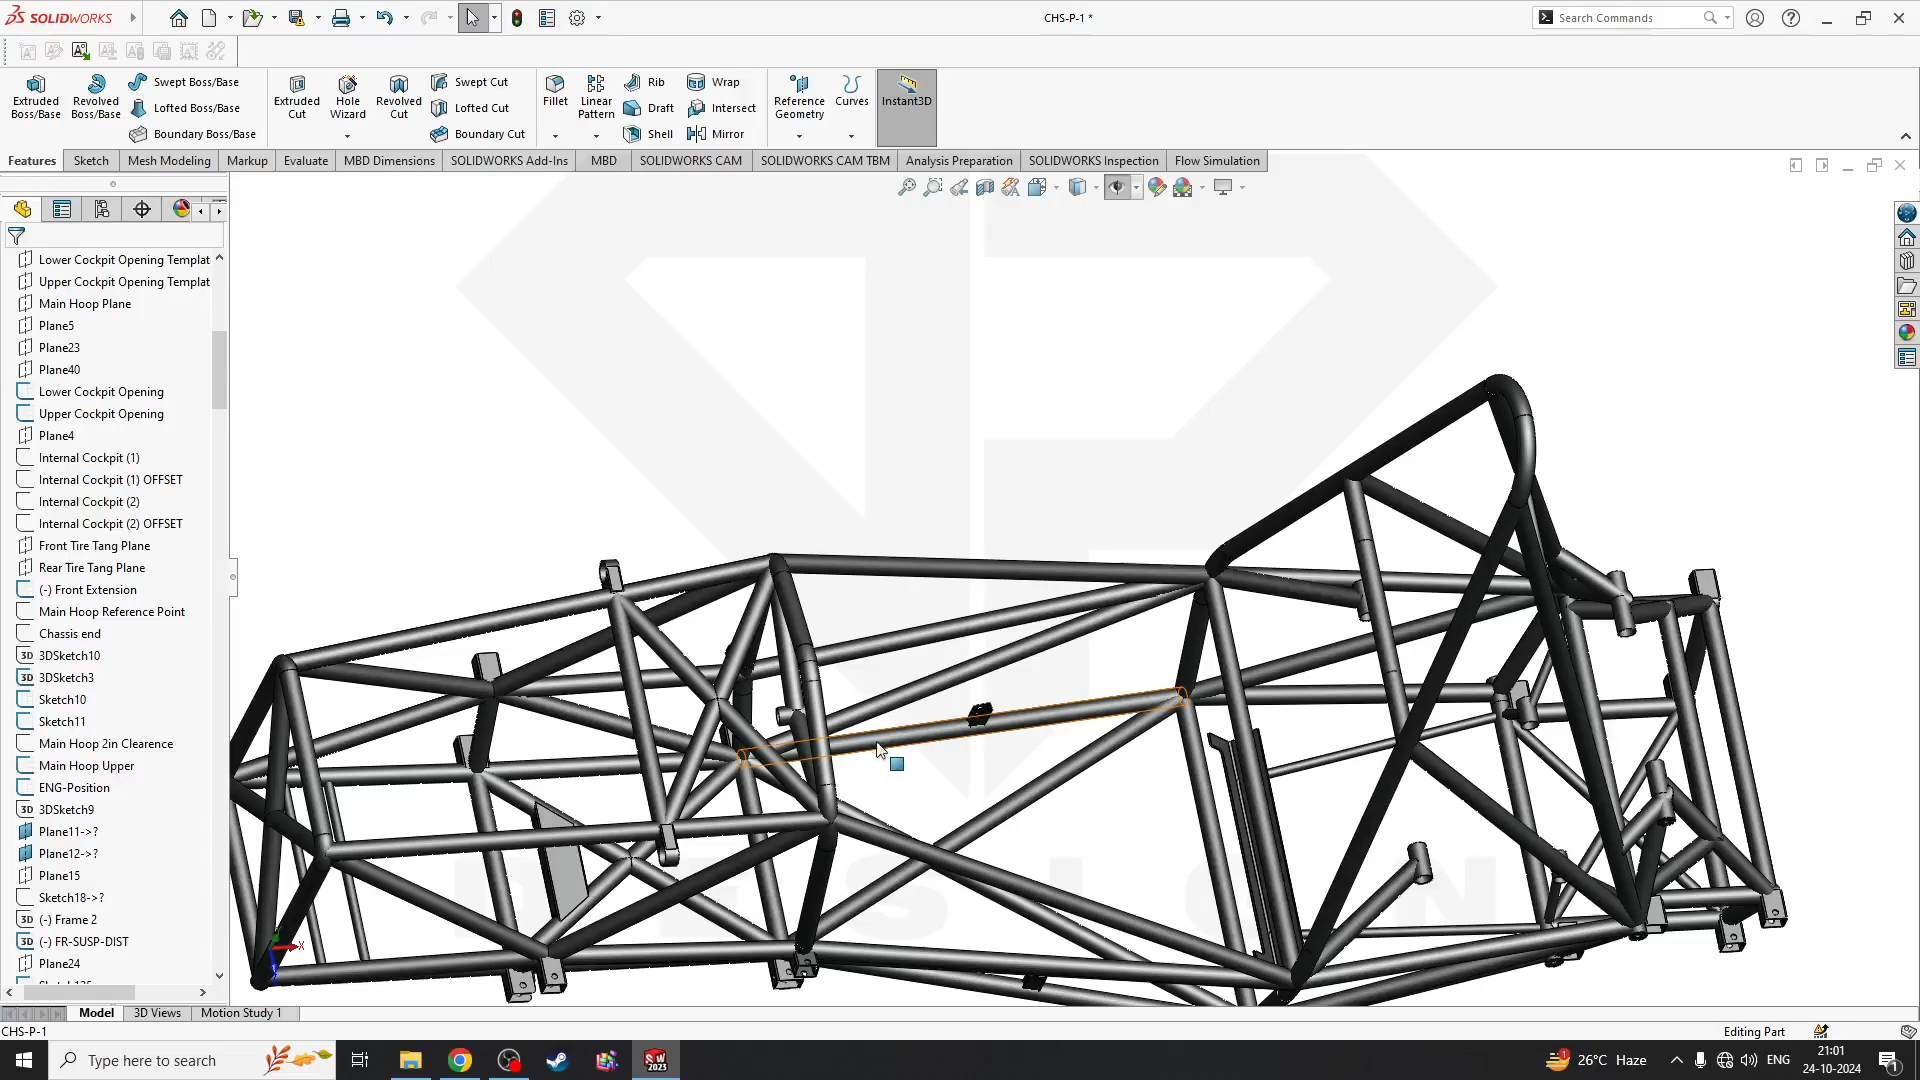 SOLIDWORKS
CHS-P-1 *
Search Commands
Extruded Boss/Base
Revolved Boss/Base
Swept Boss/Base
Lofted Boss/Base
Boundary Boss/Base
Extruded Cut
Hole Wizard
Revolved Cut
Swept Cut
Lofted Cut
Boundary Cut
Fillet
Linear Pattern
Rib
Draft
Shell
Wrap
Intersect
Mirror
Reference Geometry
Curves
Instant3D
Features
Sketch
Mesh Modeling
Markup
Evaluate
MBD Dimensions
SOLIDWORKS Add-Ins
MBD
SOLIDWORKS CAM
SOLIDWORKS CAM TBM
Analysis Preparation
SOLIDWORKS Inspection
Flow Simulation
Lower Cockpit Opening Templat
Upper Cockpit Opening Templat
Main Hoop Plane
Plane5
Plane23
Plane40
Lower Cockpit Opening
Upper Cockpit Opening
Plane4
Internal Cockpit (1)
Internal Cockpit (1) OFFSET
Internal Cockpit (2)
Internal Cockpit (2) OFFSET
Front Tire Tang Plane
Rear Tire Tang Plane
(-) Front Extension
Main Hoop Reference Point
Chassis end
3D 3DSketch10
3D 3DSketch3
Sketch10
Sketch11
Main Hoop 2in Clearence
Main Hoop Upper
ENG-Position
3D 3DSketch9
Plane11->?
Plane12->?
Plane15
Sketch18->?
3D (-) Frame 2
3D (-) FR-SUSP-DIST
Plane24
X
Model
3D Views
Motion Study 1
CHS-P-1
Editing Part
Type here to search
SW 2023
1
26°C Haze
ENG
21:01
24-10-2024
1